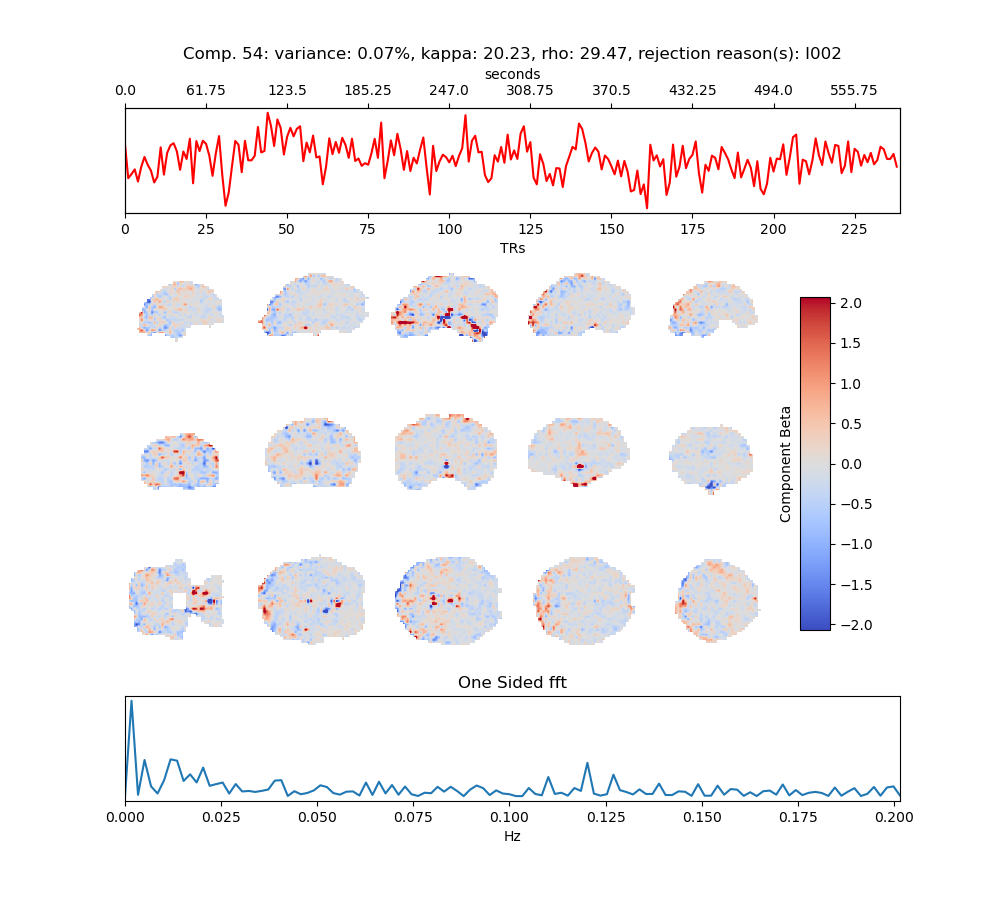 Comp. 54: variance: 0.07%, kappa: 20.23, rho: 29.47, rejection reason(s): I002
seconds
0.0 61.75 123.5 185.25 247.0 308.75 370.5 432.25 494.0 555.75
0 25 50 75 100 125 150 175 200 225
TRs
2.0
1.5
1.0
0.5
0.0
−0.5
−1.0
−1.5
−2.0
Component Beta
One Sided fft
0.000 0.025 0.050 0.075 0.100 0.125 0.150 0.175 0.200
Hz